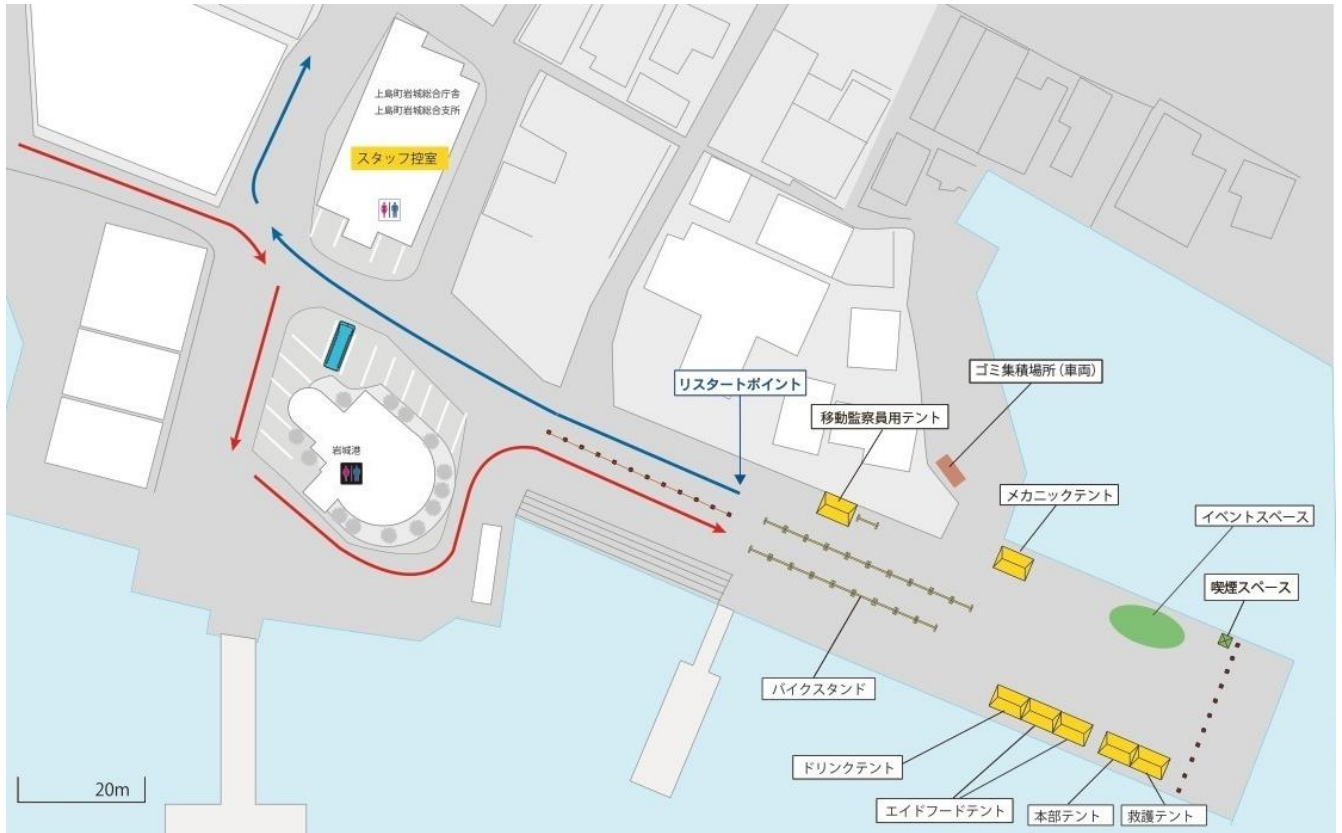 上島町岩城総合庁舎
上島町岩城総合支所
スタッフ控室
岩城港
リスタートポイント
移動監察員用テント
ゴミ集積場所（車両）
メカニックテント
イベントスペース
喫煙スペース
バイクスタンド
ドリンクテント
エイドフードテント
本部テント
救護テント
20m